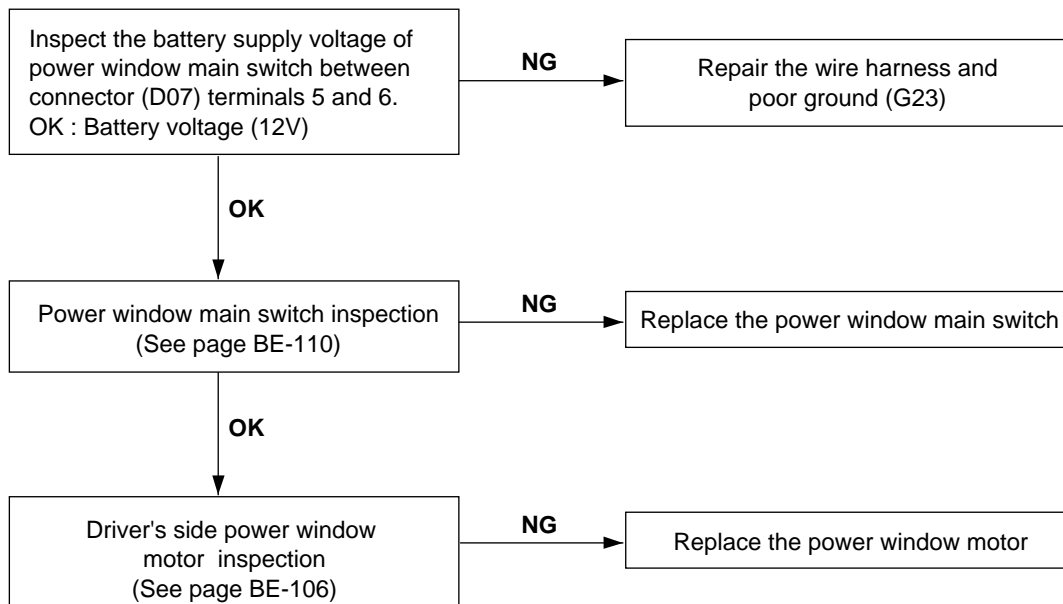 Inspect the battery supply voltage of
power window main switch between
connector (D07) terminals 5 and 6.
OK : Battery voltage (12V)
NG
Repair the wire harness and
poor ground (G23)
OK
Power window main switch inspection
(See page BE-110)
NG
Replace the power window main switch
OK
Driver's side power window
motor inspection
(See page BE-106)
NG
Replace the power window motor